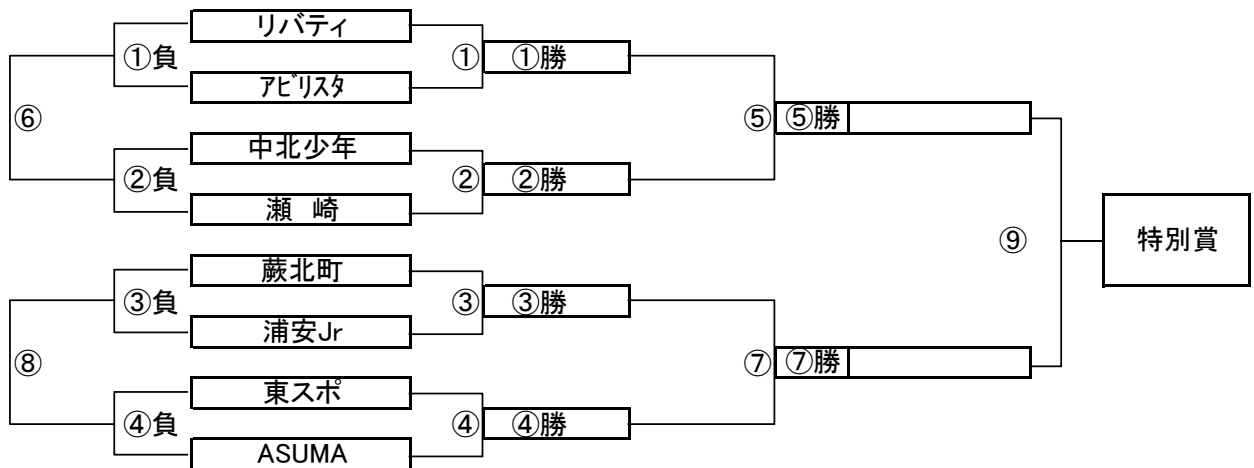 リバティ
①負 ① ①勝
アビリスタ
⑥ ⑤ ⑤勝
中北少年
②負 ② ②勝
瀬 崎
⑨ 特別賞
蕨北町
③負 ③ ③勝
浦安Jr
⑧ ⑦ ⑦勝
東スポ
④負 ④ ④勝
ASUMA